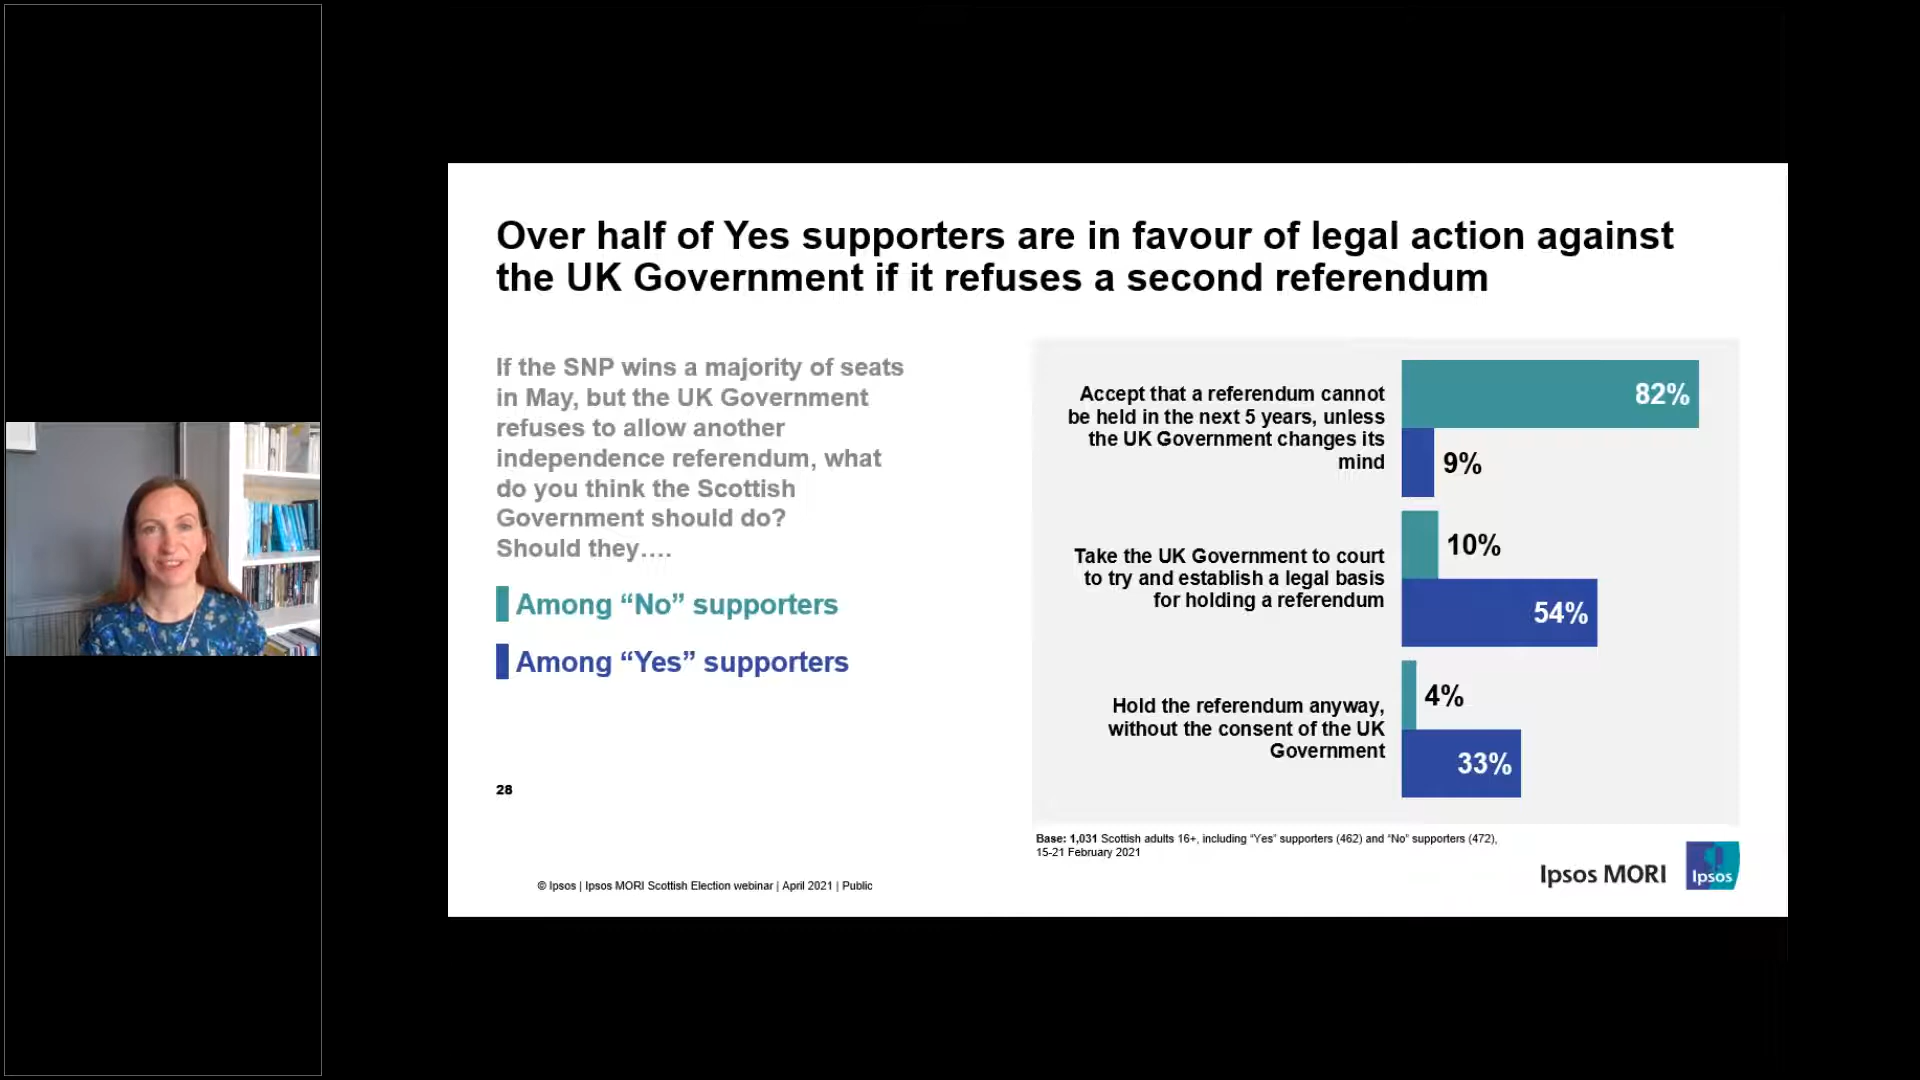 Over half of Yes supporters are in favour of legal action against
the UK Government if it refuses a second referendum
If the SNP wins a majority of seats
in May, but the UK Government
refuses to allow another
independence referendum, what
do you think the Scottish
Government should do?
Should they….
Among “No” supporters
Among “Yes” supporters
28
Accept that a referendum cannot
be held in the next 5 years, unless
the UK Government changes its
mind
82%
9%
Take the UK Government to court
to try and establish a legal basis
for holding a referendum
10%
54%
Hold the referendum anyway,
without the consent of the UK
Government
4%
33%
Base: 1,031 Scottish adults 16+, including “Yes” supporters (462) and “No” supporters (472),
15-21 February 2021
© Ipsos | Ipsos MORI Scottish Election webinar | April 2021 | Public
Ipsos MORI
Ipsos